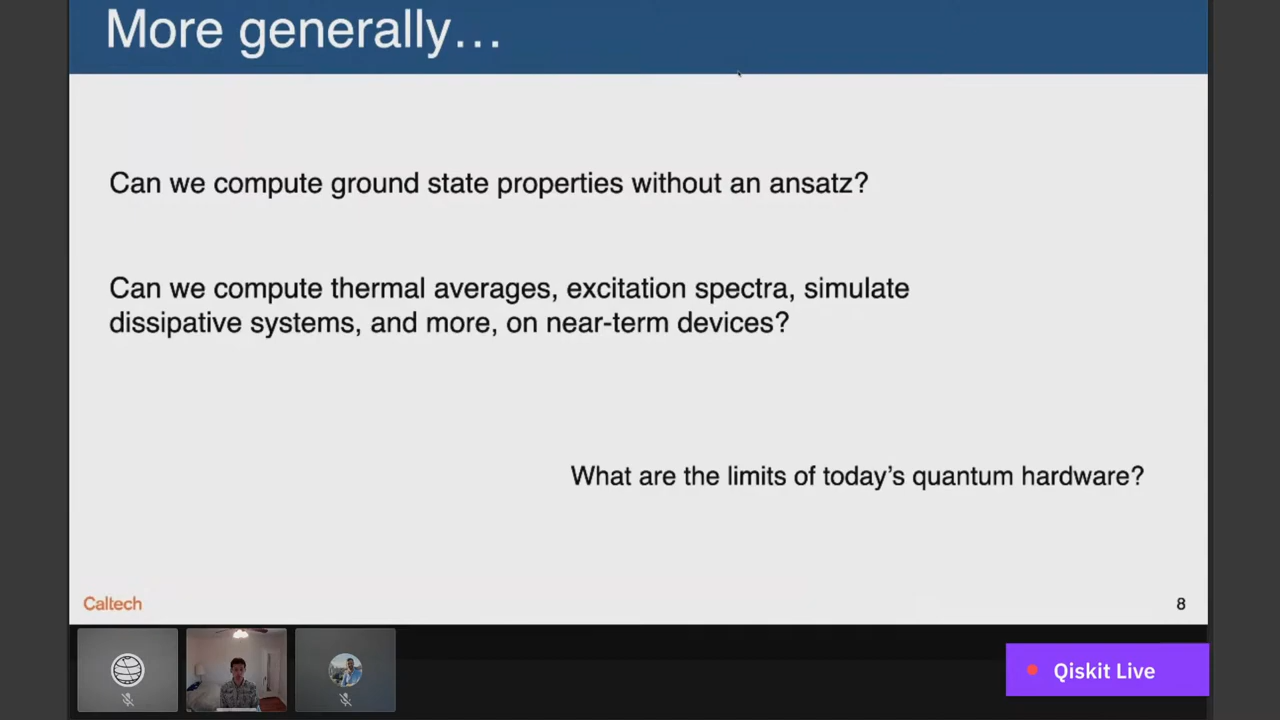 More generally…
Can we compute ground state properties without an ansatz?
Can we compute thermal averages, excitation spectra, simulate
dissipative systems, and more, on near-term devices?
What are the limits of today’s quantum hardware?
Caltech
8
Qiskit Live